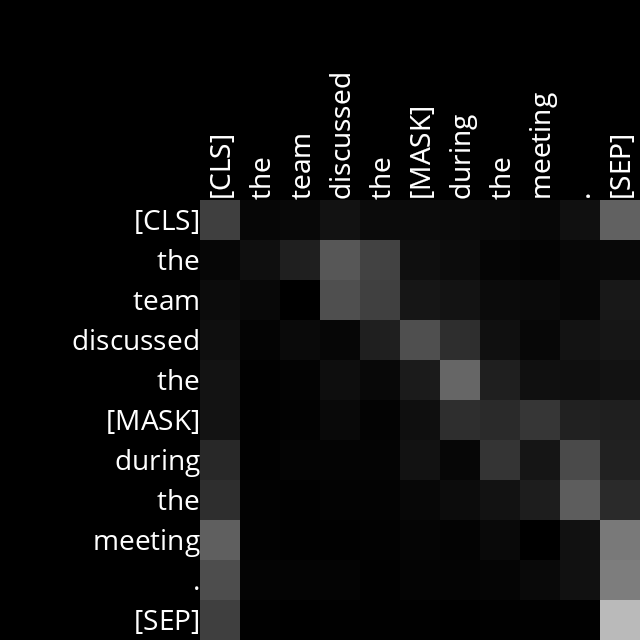 [CLS]
the
team
discussed
the
[MASK]
during
the
meeting
.
[SEP]
[CLS]
the
team
discussed
the
[MASK]
during
the
meeting
.
[SEP]